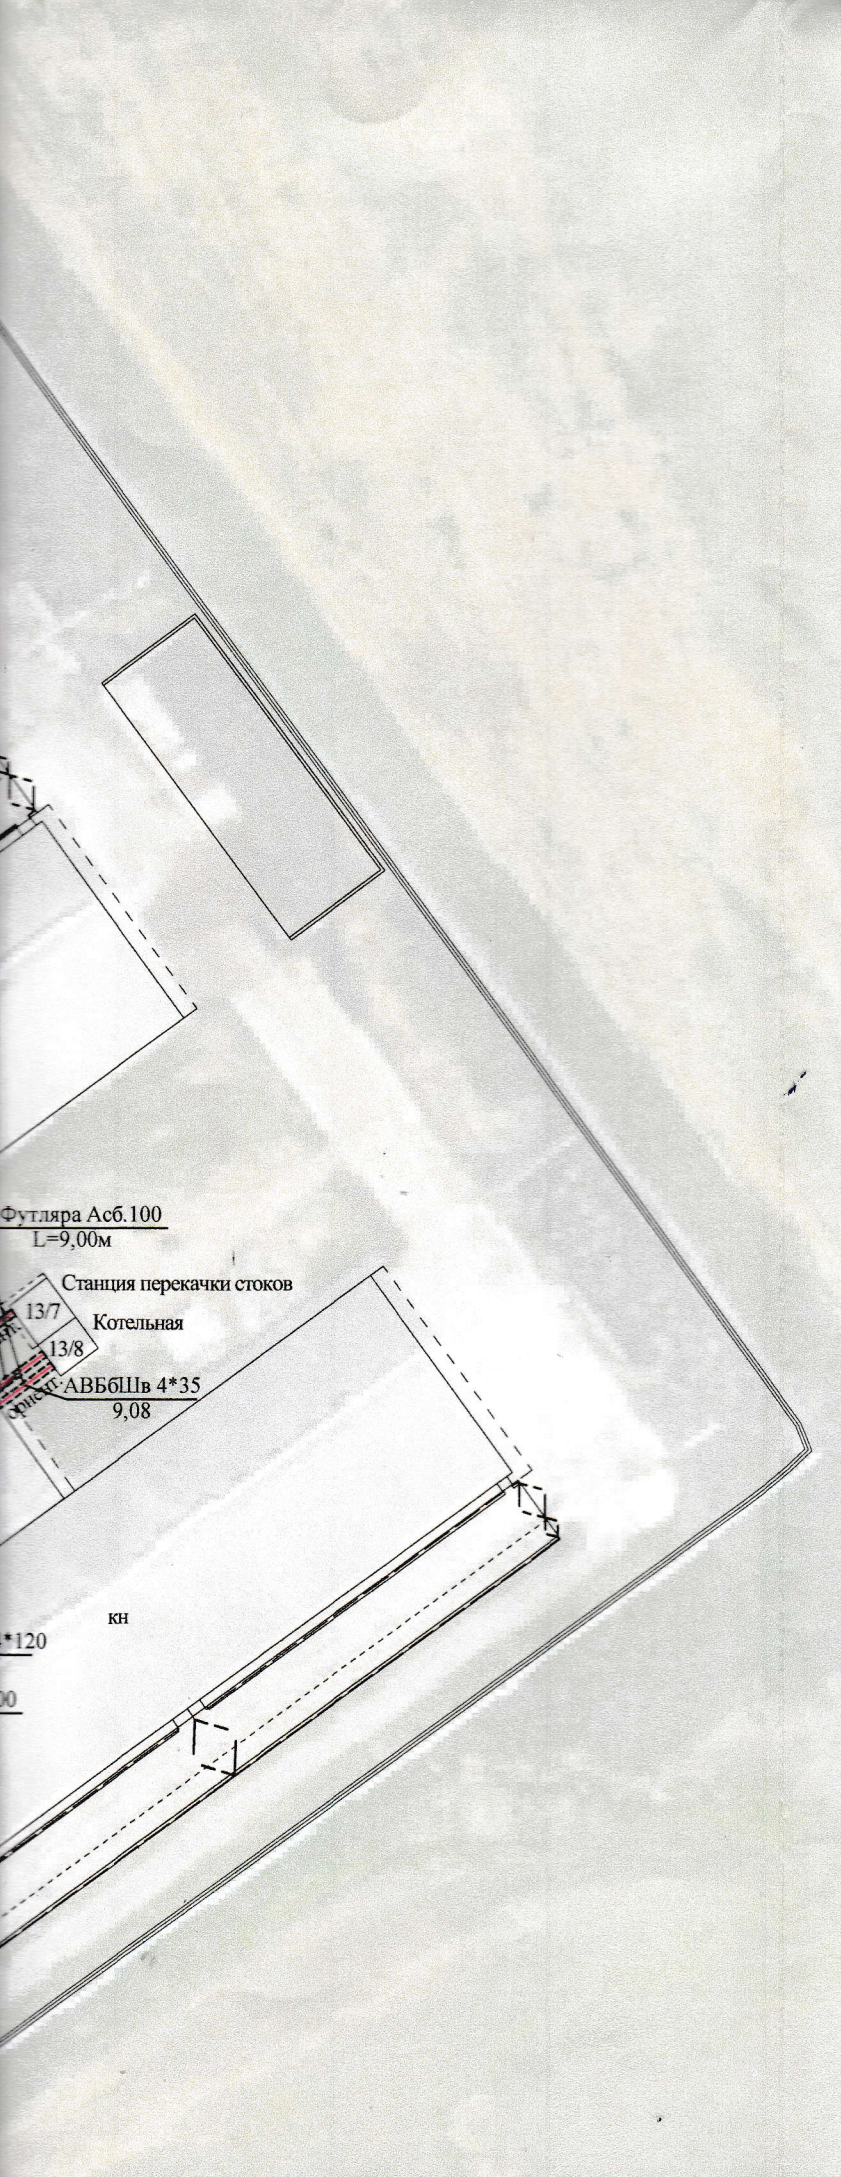 Футляра Асб.100
L=9,00м
Станция перекачки стоков
13/7
Котельная
13/8
АВБбШв 4*35
ориент.
9,08
кн
*120
00